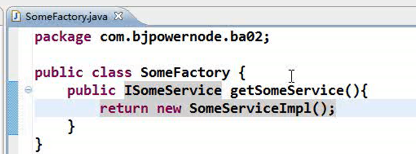 SomeFactory.java
package com.bjpowernode.ba02;
public class SomeFactory {
public ISomeService getSomeService(){
return new SomeServiceImpl();
}
}